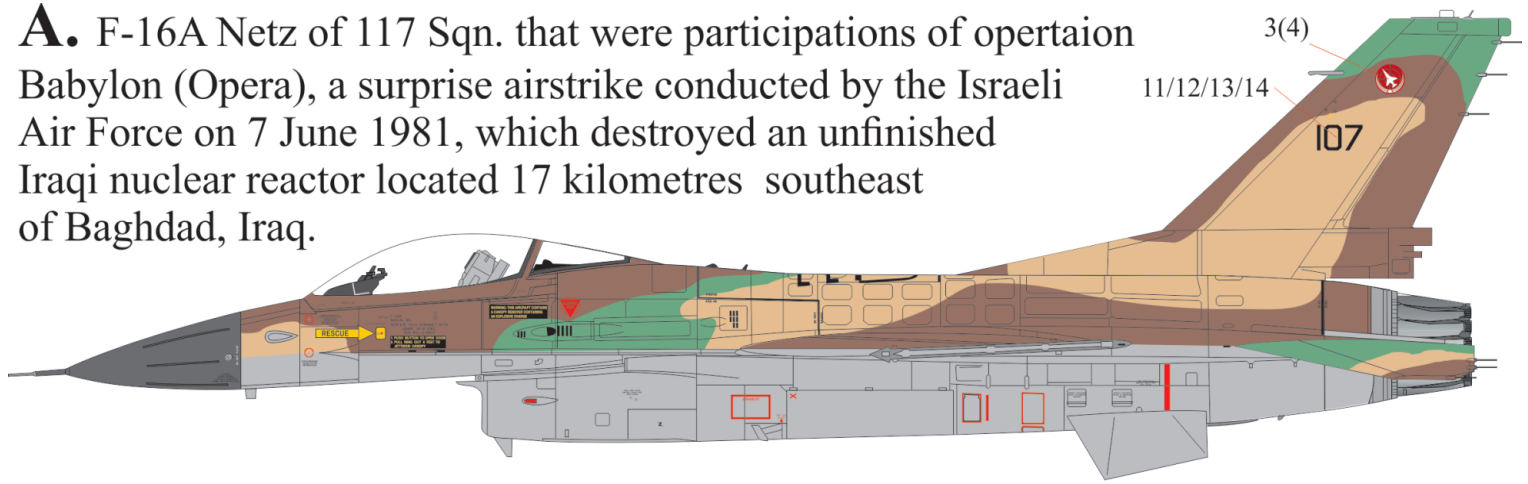 A. F-16A Netz of 117 Sqn. that were participations of opertaion
Babylon (Opera), a surprise airstrike conducted by the Israeli
Air Force on 7 June 1981, which destroyed an unfinished
Iraqi nuclear reactor located 17 kilometres southeast
of Baghdad, Iraq.
3(4)
11/12/13/14
107
RESCUE